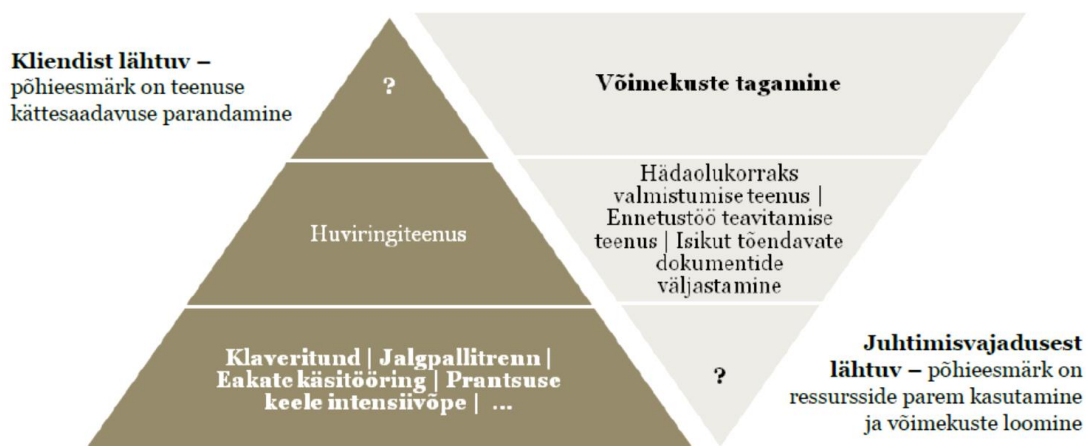 Kliendist lähtuv –
põhieesmärk on teenuse
kättesaadavuse parandamine
?
Huviringiteenus
Klaveritund | Jalgpallitrenn |
Eakate käsitööring | Prantsuse
keele intensiivõpe | ...
Võimekuste tagamine
Hädaolukorraks
valmistumise teenus |
Ennetustöö teavitamise
teenus | Isikut tõendavate
dokumentide
väljastamine
?
Juhtimisvajadusest
lähtuv – põhieesmärk on
ressursside parem kasutamine
ja võimekuste loomine